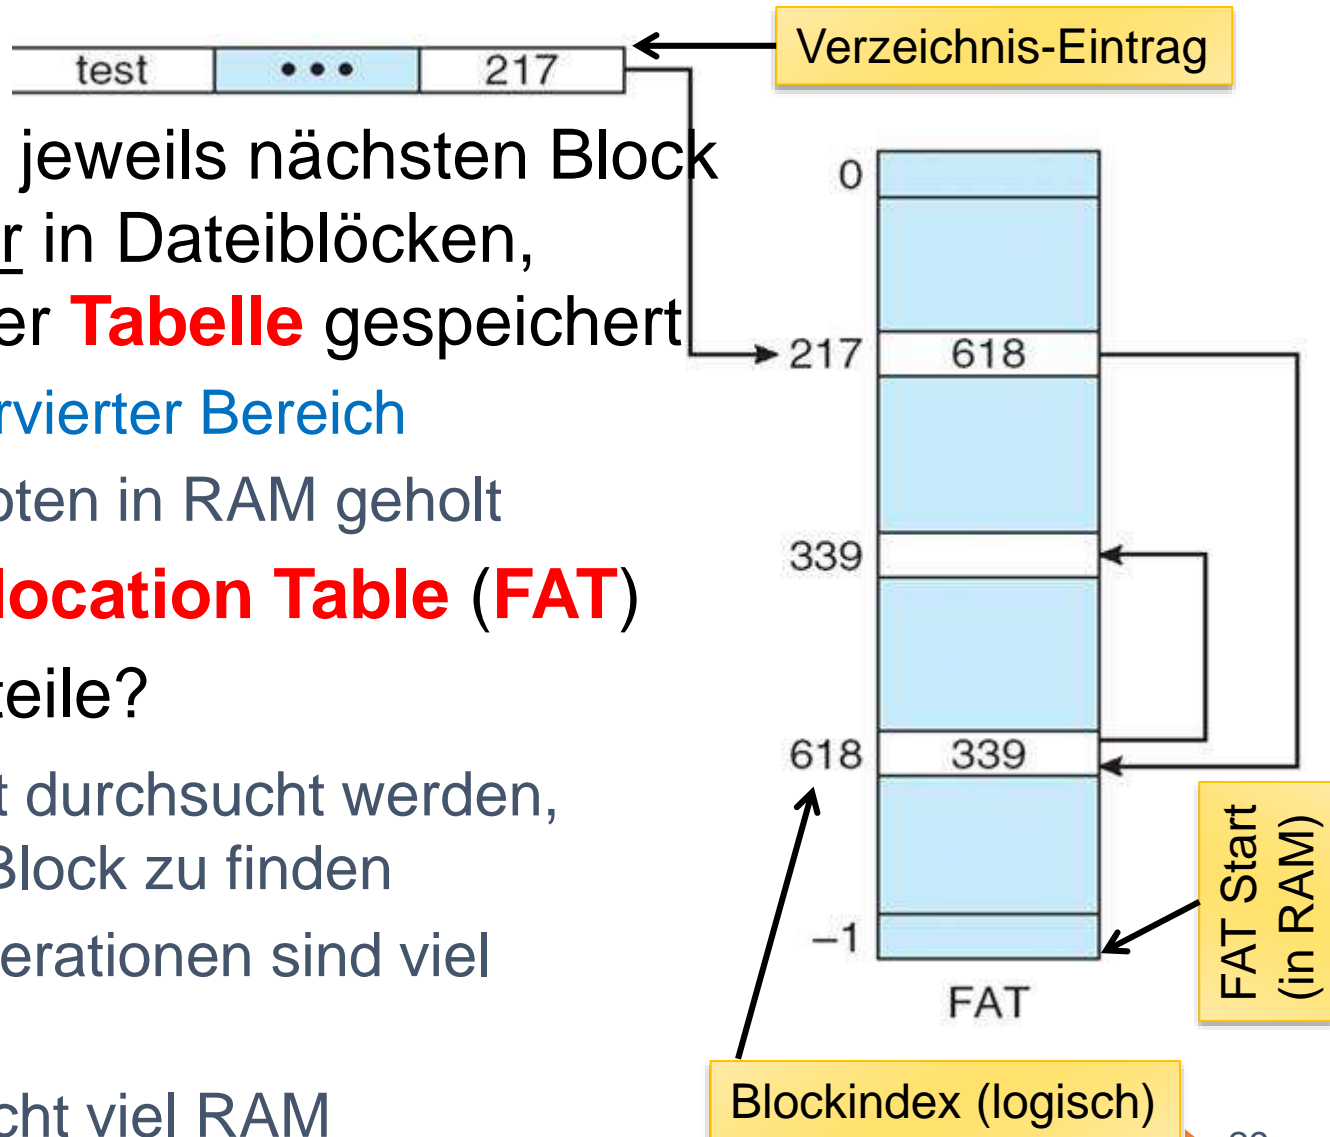 Verzeichnis-Eintrag
test ••• 217
jeweils nächsten Block
r in Dateiblöcken,
er Tabelle gespeichert
rvierter Bereich
oten in RAM geholt
location Table (FAT)
teile?
t durchsucht werden,
Block zu finden
erationen sind viel
cht viel RAM
0
217 618
339
618 339
–1
FAT
FAT Start
(in RAM)
Blockindex (logisch)